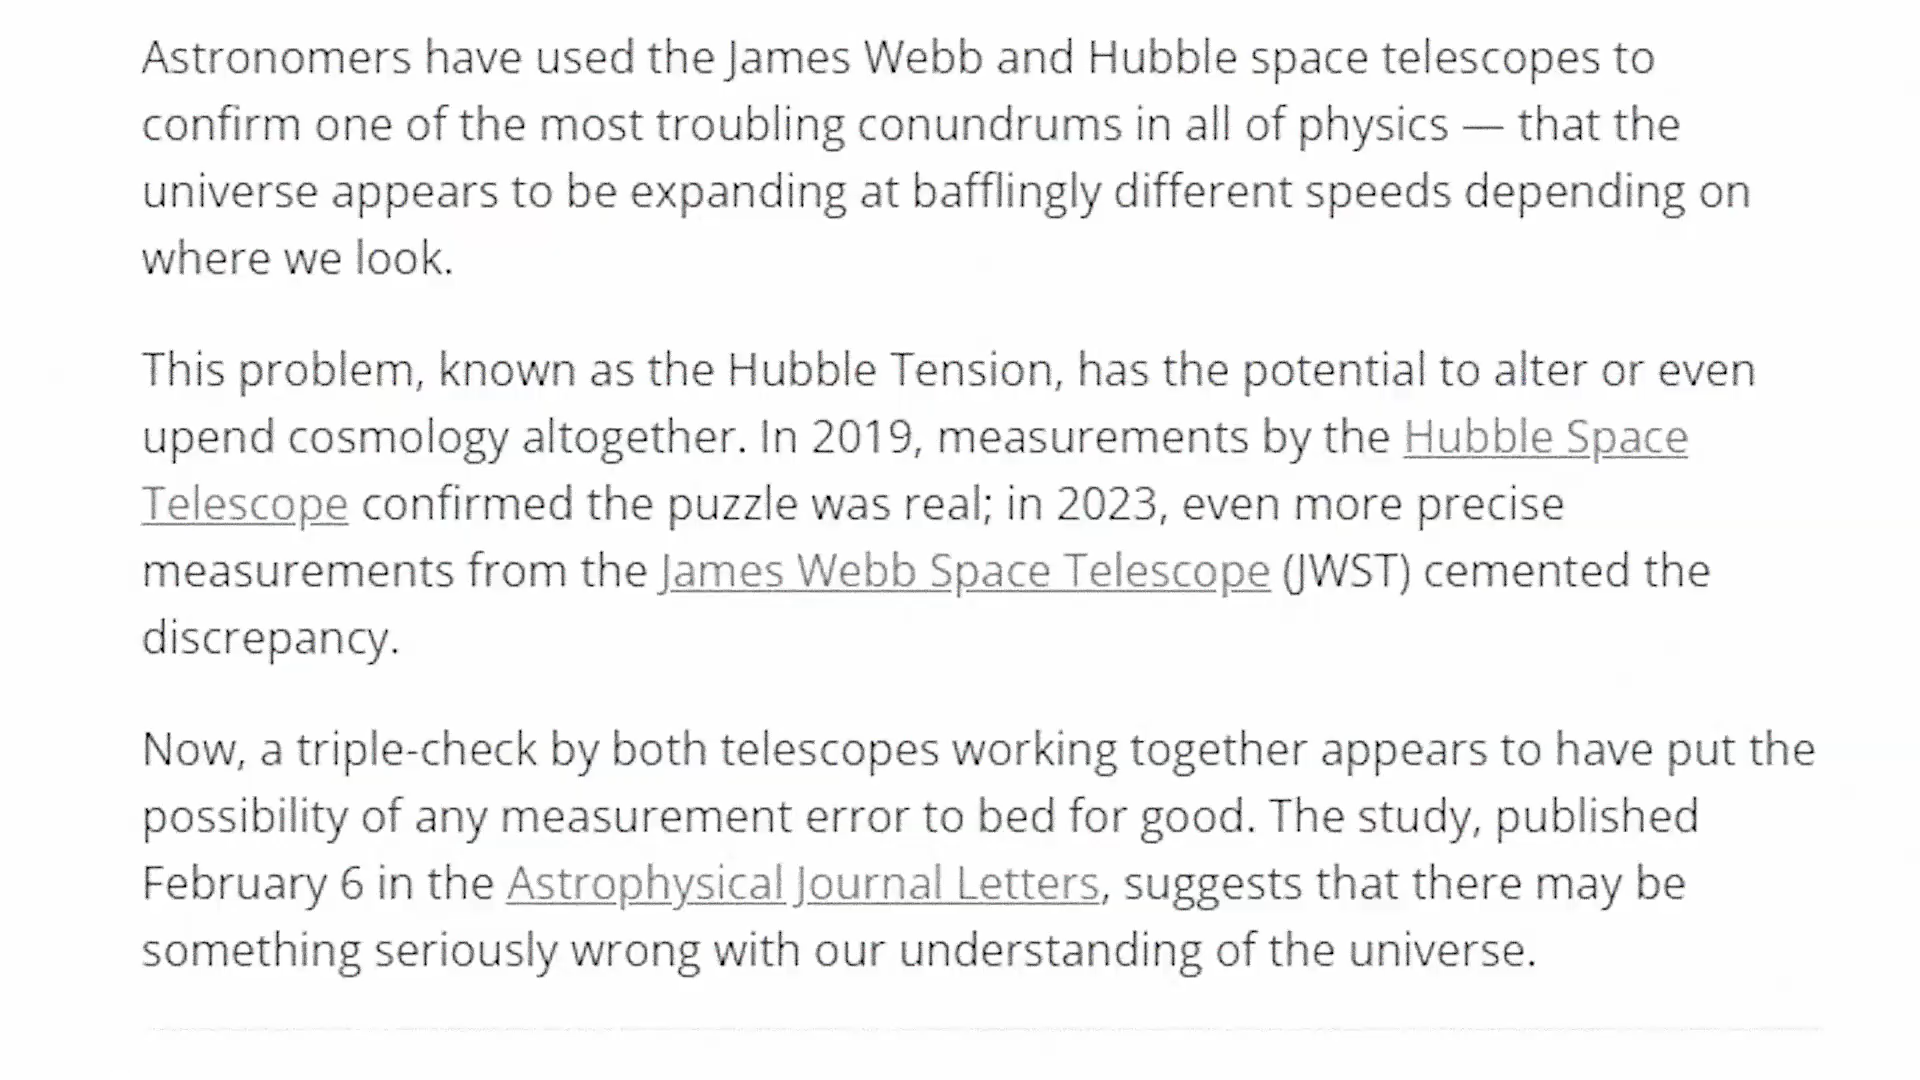 Astronomers have used the James Webb and Hubble space telescopes to
confirm one of the most troubling conundrums in all of physics — that the
universe appears to be expanding at bafflingly different speeds depending on
where we look.
This problem, known as the Hubble Tension, has the potential to alter or even
upend cosmology altogether. In 2019, measurements by the Hubble Space
Telescope confirmed the puzzle was real; in 2023, even more precise
measurements from the James Webb Space Telescope (JWST) cemented the
discrepancy.
Now, a triple-check by both telescopes working together appears to have put the
possibility of any measurement error to bed for good. The study, published
February 6 in the Astrophysical Journal Letters, suggests that there may be
something seriously wrong with our understanding of the universe.